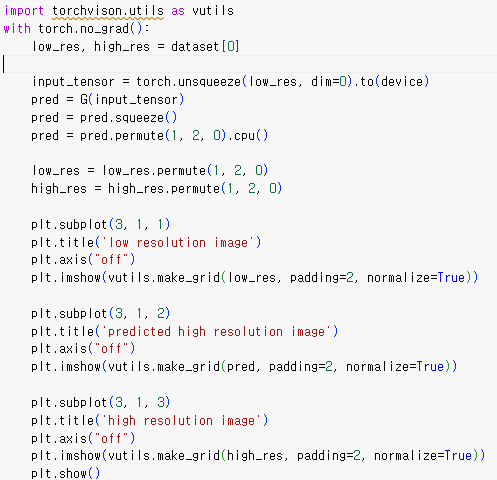 import torchvison.utils as vutils
with torch.no_grad():
    low_res, high_res = dataset[0]

    input_tensor = torch.unsqueeze(low_res, dim=0).to(device)
    pred = G(input_tensor)
    pred = pred.squeeze()
    pred = pred.permute(1, 2, 0).cpu()

    low_res = low_res.permute(1, 2, 0)
    high_res = high_res.permute(1, 2, 0)

    plt.subplot(3, 1, 1)
    plt.title('low resolution image')
    plt.axis("off")
    plt.imshow(vutils.make_grid(low_res, padding=2, normalize=True))

    plt.subplot(3, 1, 2)
    plt.title('predicted high resolution image')
    plt.axis("off")
    plt.imshow(vutils.make_grid(pred, padding=2, normalize=True))

    plt.subplot(3, 1, 3)
    plt.title('high resolution image')
    plt.axis("off")
    plt.imshow(vutils.make_grid(high_res, padding=2, normalize=True))
    plt.show()